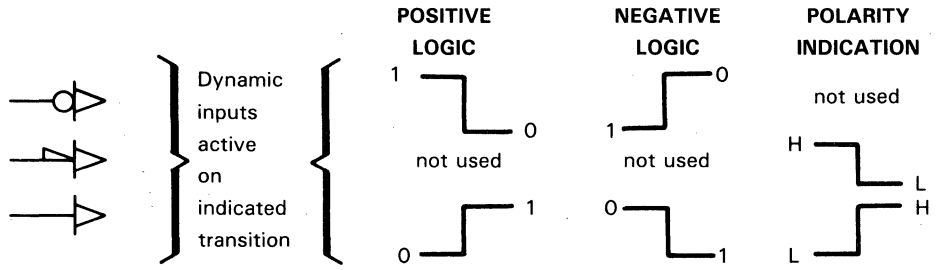 POSITIVE LOGIC
NEGATIVE LOGIC
POLARITY INDICATION
Dynamic
inputs
active
on
indicated
transition
1
0
not used
0
1
1
0
not used
0
1
not used
H
L
L
H